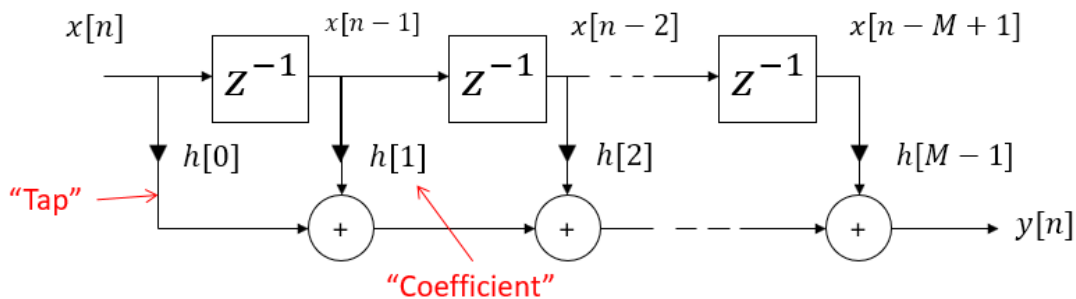 x[n]
x[n − 1]
x[n − 2]
x[n − M + 1]
z⁻¹
z⁻¹
z⁻¹
h[0]
h[1]
h[2]
h[M − 1]
“Tap”
+
+
+
y[n]
“Coefficient”